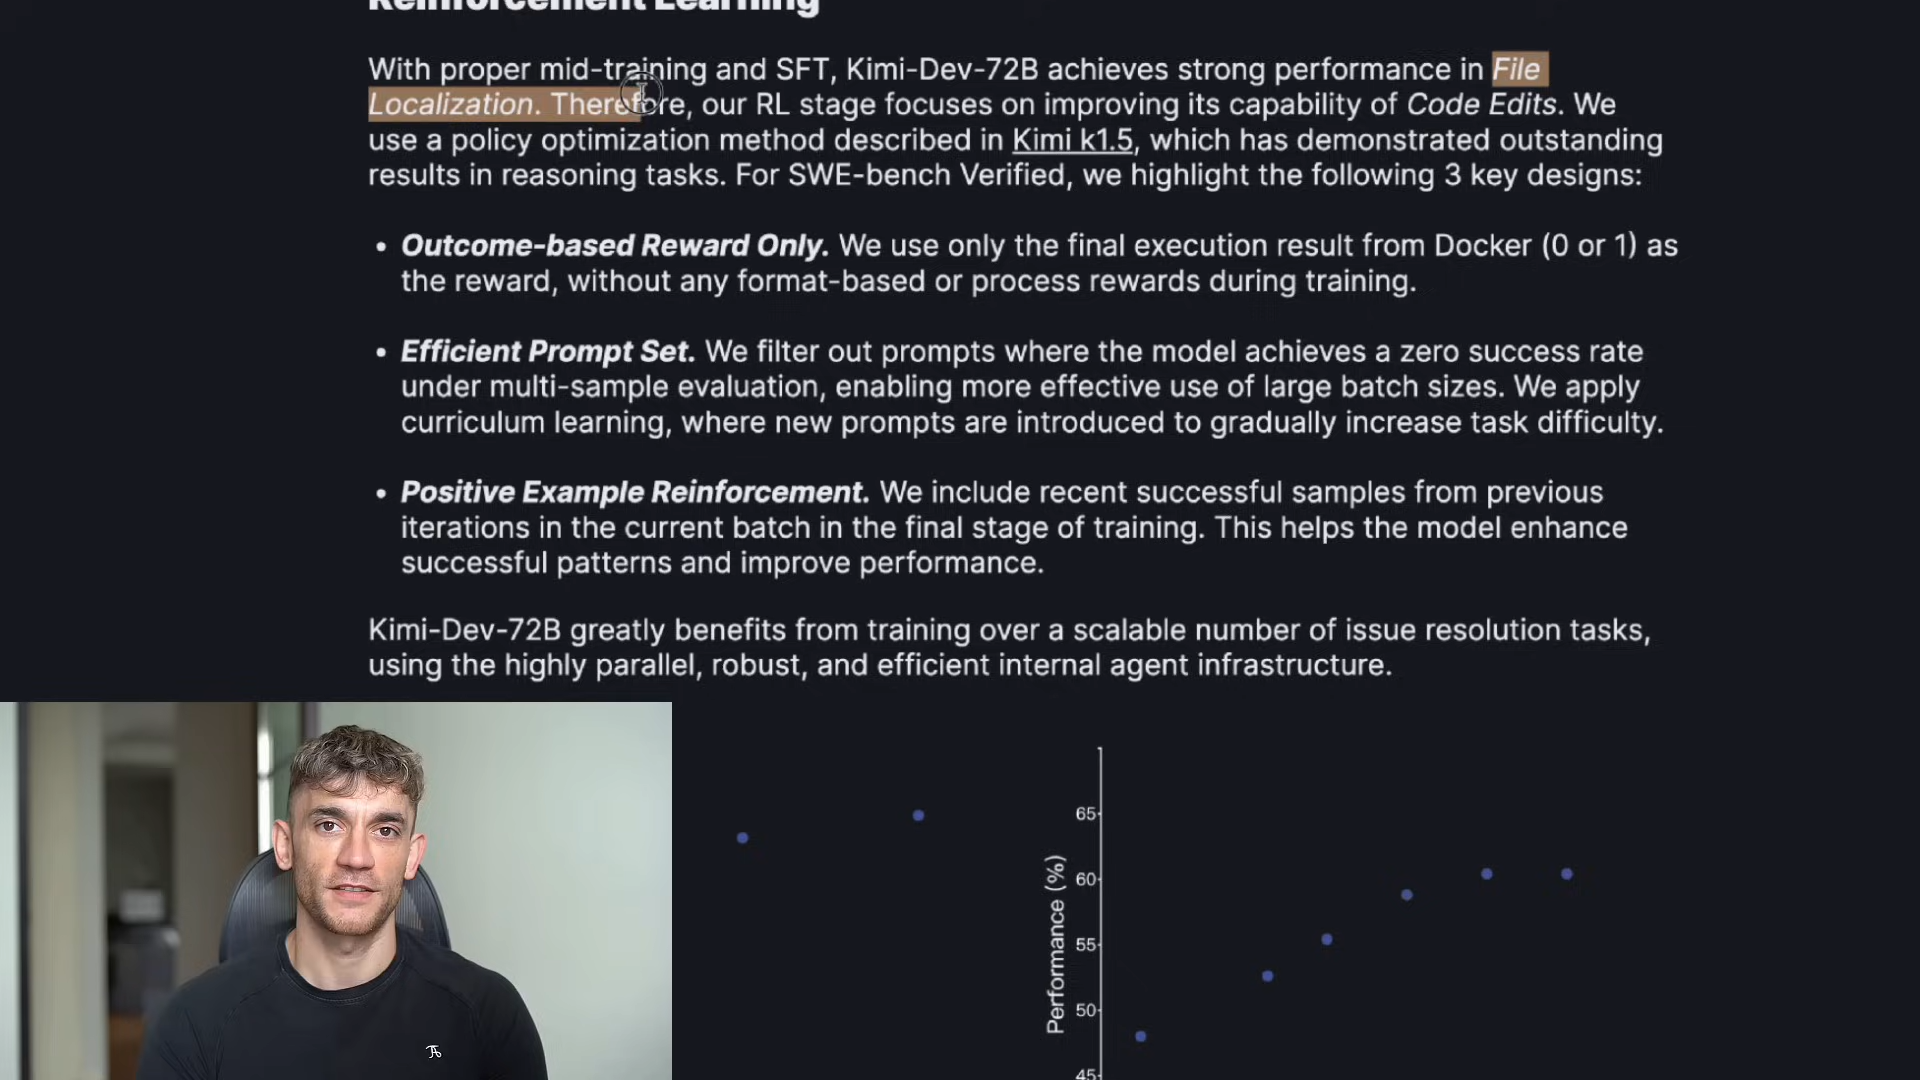 Reinforcement Learning
With proper mid-training and SFT, Kimi-Dev-72B achieves strong performance in File
Localization. Therefore, our RL stage focuses on improving its capability of Code Edits. We
use a policy optimization method described in Kimi k1.5, which has demonstrated outstanding
results in reasoning tasks. For SWE-bench Verified, we highlight the following 3 key designs:
• Outcome-based Reward Only. We use only the final execution result from Docker (0 or 1) as
the reward, without any format-based or process rewards during training.
• Efficient Prompt Set. We filter out prompts where the model achieves a zero success rate
under multi-sample evaluation, enabling more effective use of large batch sizes. We apply
curriculum learning, where new prompts are introduced to gradually increase task difficulty.
• Positive Example Reinforcement. We include recent successful samples from previous
iterations in the current batch in the final stage of training. This helps the model enhance
successful patterns and improve performance.
Kimi-Dev-72B greatly benefits from training over a scalable number of issue resolution tasks,
using the highly parallel, robust, and efficient internal agent infrastructure.
Performance (%)
65
60
55
50
45